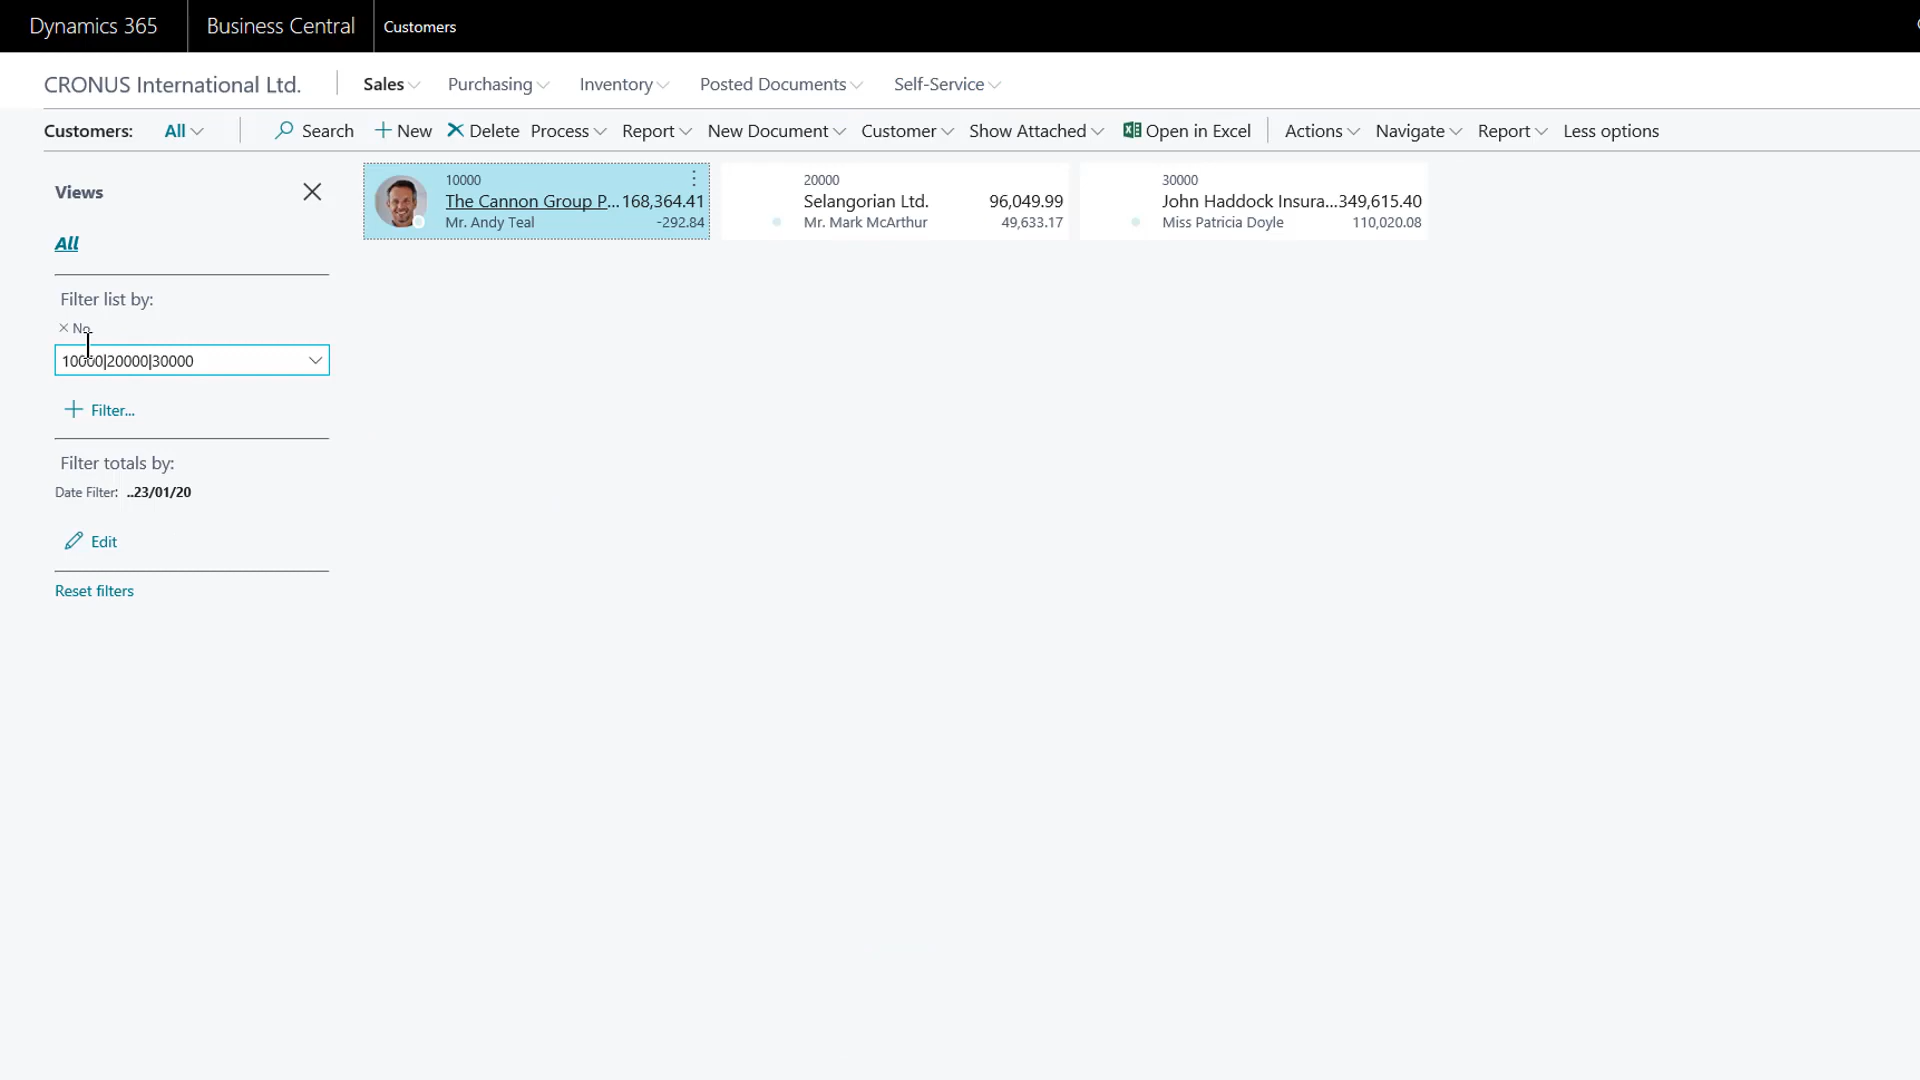 Dynamics 365 Business Central Customers
CRONUS International Ltd. Sales Purchasing Inventory Posted Documents Self-Service
Customers: All Search New Delete Process Report New Document Customer Show Attached Open in Excel Actions Navigate Report Less options
Views
All
Filter list by:
× No.
10000|20000|30000
+ Filter...
Filter totals by:
Date Filter: ..23/01/20
Edit
Reset filters
10000
The Cannon Group P... 168,364.41
Mr. Andy Teal -292.84
20000
Selangorian Ltd. 96,049.99
Mr. Mark McArthur 49,633.17
30000
John Haddock Insura... 349,615.40
Miss Patricia Doyle 110,020.08